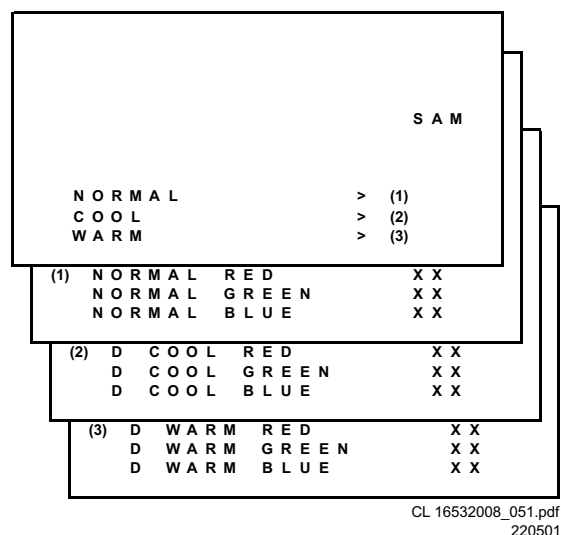 SAM
NORMAL > (1)
COOL > (2)
WARM > (3)
(1) NORMAL RED XX
NORMAL GREEN XX
NORMAL BLUE XX
(2) D COOL RED XX
D COOL GREEN XX
D COOL BLUE XX
(3) D WARM RED XX
D WARM GREEN XX
D WARM BLUE XX
CL 16532008_051.pdf
220501